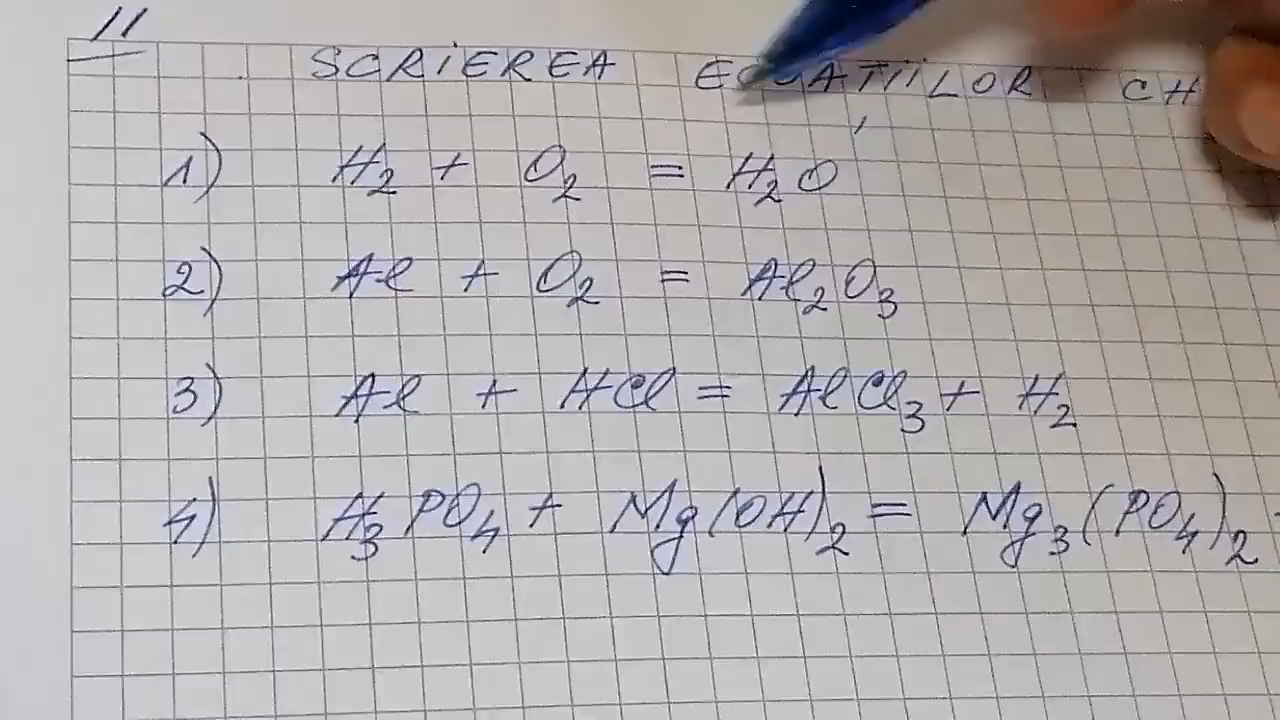 11
SCRIEREA ECUAȚIILOR CH
1) H₂ + O₂ = H₂O
2) Al + O₂ = Al₂O₃
3) Al + HCl = AlCl₃ + H₂
4) H₃PO₄ + Mg(OH)₂ = Mg₃(PO₄)₂